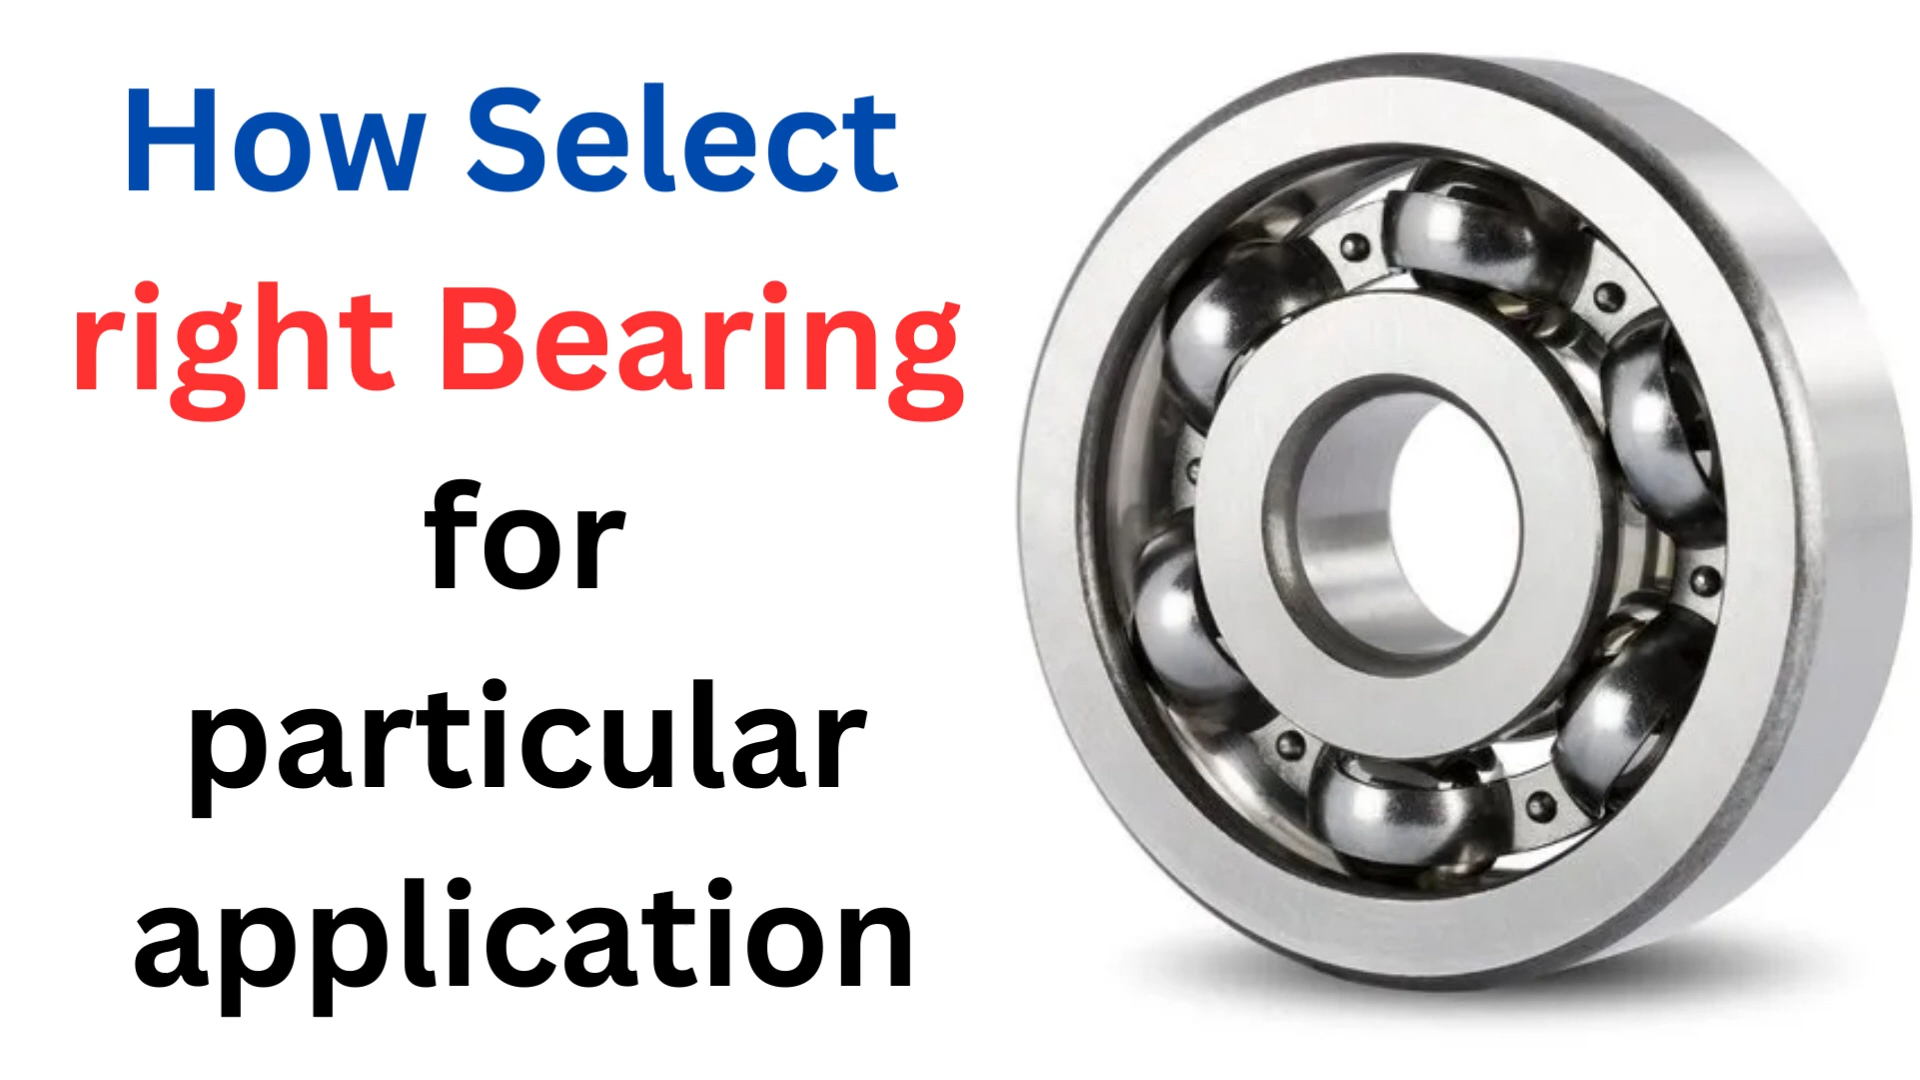 How Select
right Bearing
for
particular
application